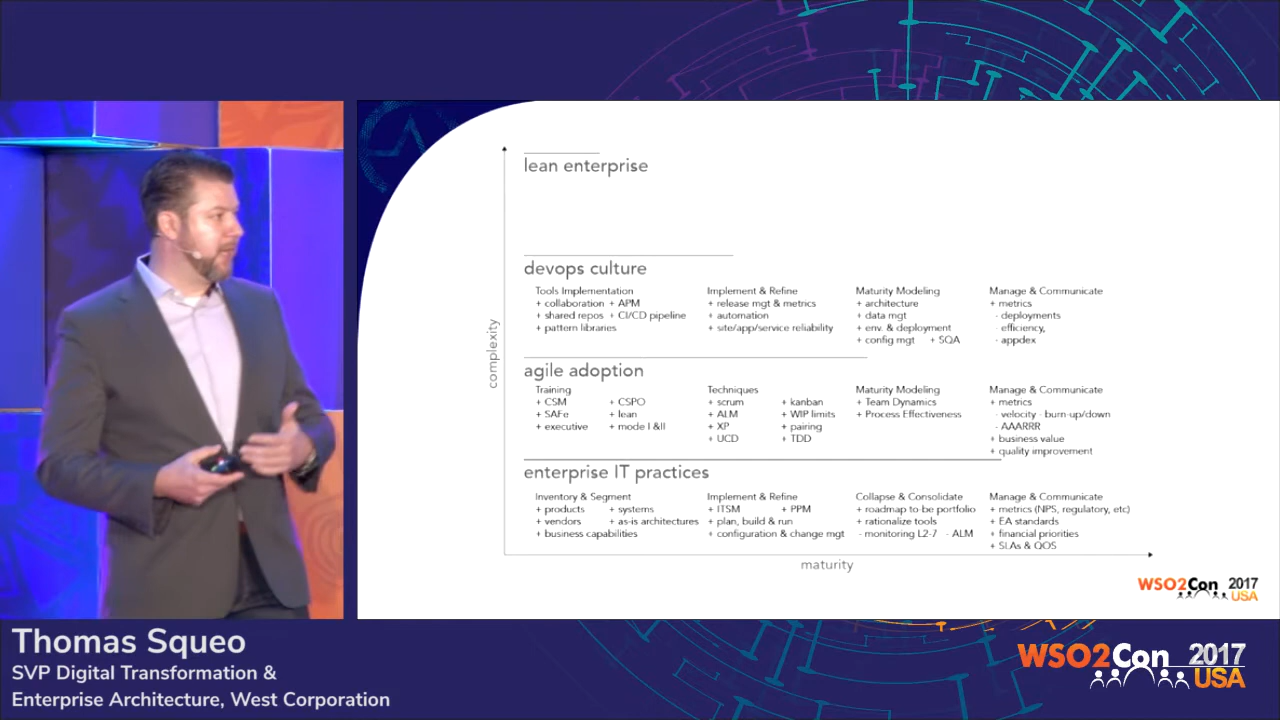 lean enterprise
devops culture
Tools Implementation
+ collaboration + APM
+ shared repos + CI/CD pipeline
+ pattern libraries
Implement & Refine
+ release mgt & metrics
+ automation
+ site/app/service reliability
Maturity Modeling
+ architecture
+ data mgt
+ env. & deployment
+ config mgt + SQA
Manage & Communicate
+ metrics
- deployments
- efficiency,
- appdex
agile adoption
Training
+ CSM + CSPO
+ SAFe + lean
+ executive + mode I &II
Techniques
+ scrum + kanban
+ ALM + WIP limits
+ XP + pairing
+ UCD + TDD
Maturity Modeling
+ Team Dynamics
+ Process Effectiveness
Manage & Communicate
+ metrics
- velocity - burn-up/down
- AAARRR
+ business value
+ quality improvement
enterprise IT practices
Inventory & Segment
+ products + systems
+ vendors + as-is architectures
+ business capabilities
Implement & Refine
+ ITSM + PPM
+ plan, build & run
+ configuration & change mgt
Collapse & Consolidate
+ roadmap to-be portfolio
+ rationalize tools
- monitoring L2-7 - ALM
Manage & Communicate
+ metrics (NPS, regulatory, etc)
+ EA standards
+ financial priorities
+ SLAs & QOS
complexity
maturity
WSO2Con 2017
USA
Thomas Squeo
SVP Digital Transformation &
Enterprise Architecture, West Corporation
WSO2Con 2017
USA